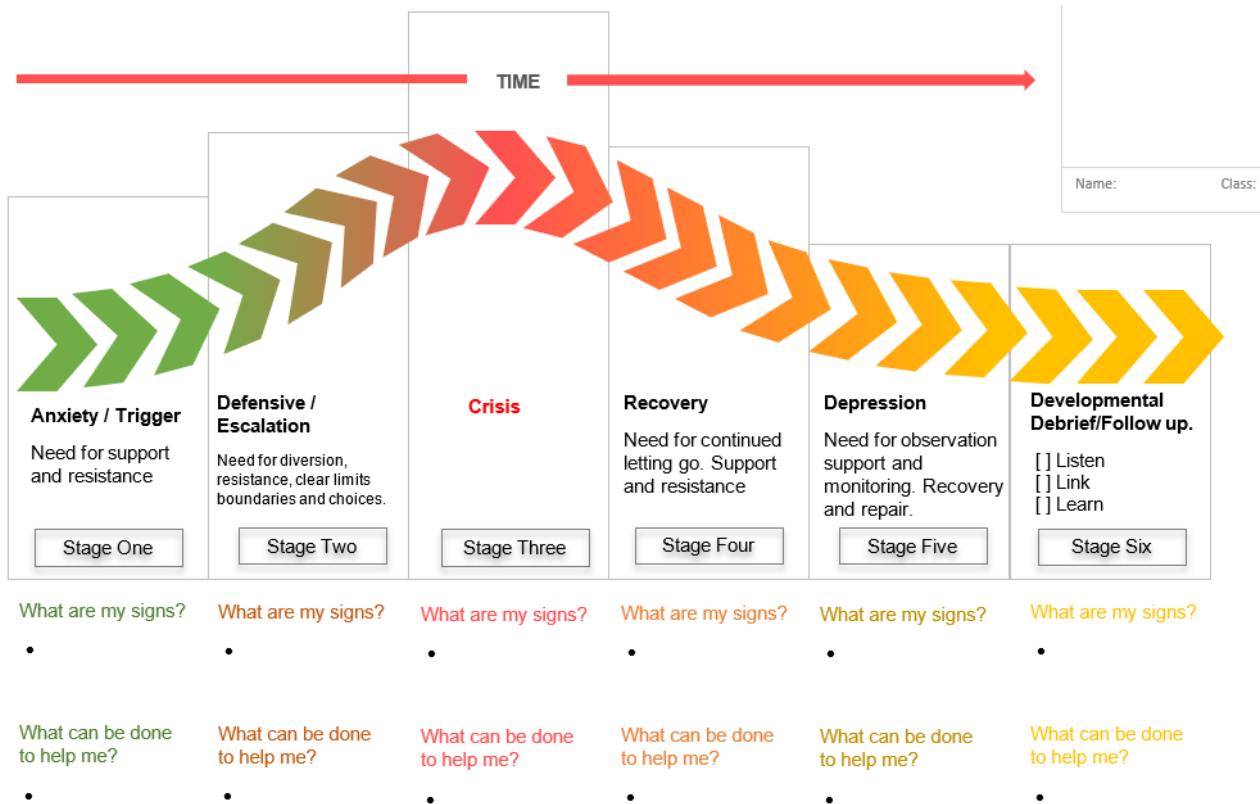 TIME
Name:
Class:
Anxiety / Trigger
Need for support
and resistance
Stage One
Defensive /
Escalation
Need for diversion,
resistance, clear limits
boundaries and choices.
Stage Two
Crisis
Stage Three
Recovery
Need for continued
letting go. Support
and resistance
Stage Four
Depression
Need for observation
support and
monitoring. Recovery
and repair.
Stage Five
Developmental
Debrief/Follow up.
[ ] Listen
[ ] Link
[ ] Learn
Stage Six
What are my signs?
•
What are my signs?
•
What are my signs?
•
What are my signs?
•
What are my signs?
•
What are my signs?
•
What can be done
to help me?
•
What can be done
to help me?
•
What can be done
to help me?
•
What can be done
to help me?
•
What can be done
to help me?
•
What can be done
to help me?
•